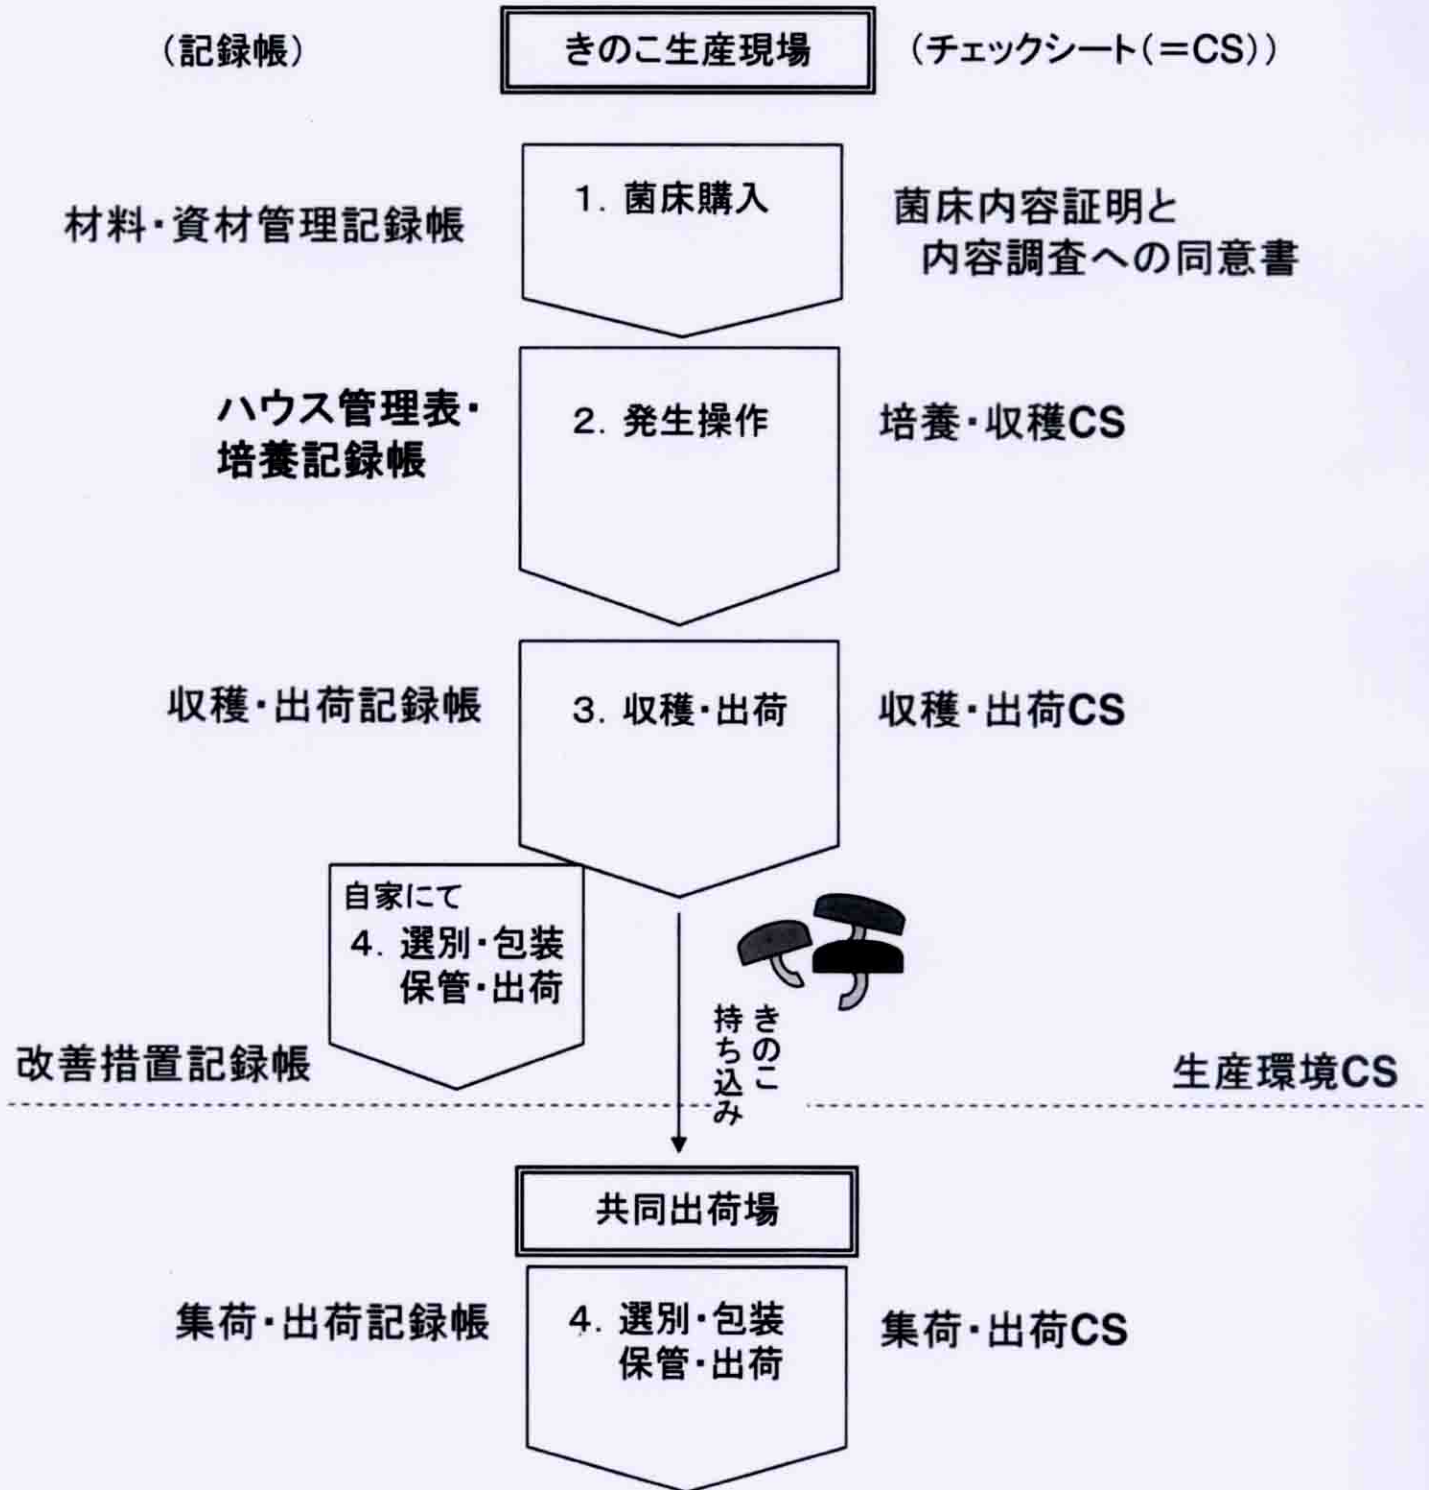 (記録帳)
きのこ生産現場
(チェックシート(=CS))
材料・資材管理記録帳
1. 菌床購入
菌床内容証明と
内容調査への同意書
ハウス管理表・
培養記録帳
2. 発生操作
培養・収穫CS
収穫・出荷記録帳
3. 収穫・出荷
収穫・出荷CS
自家にて
4. 選別・包装
保管・出荷
きのこ
持ち込み
改善措置記録帳
生産環境CS
共同出荷場
集荷・出荷記録帳
4. 選別・包装
保管・出荷
集荷・出荷CS